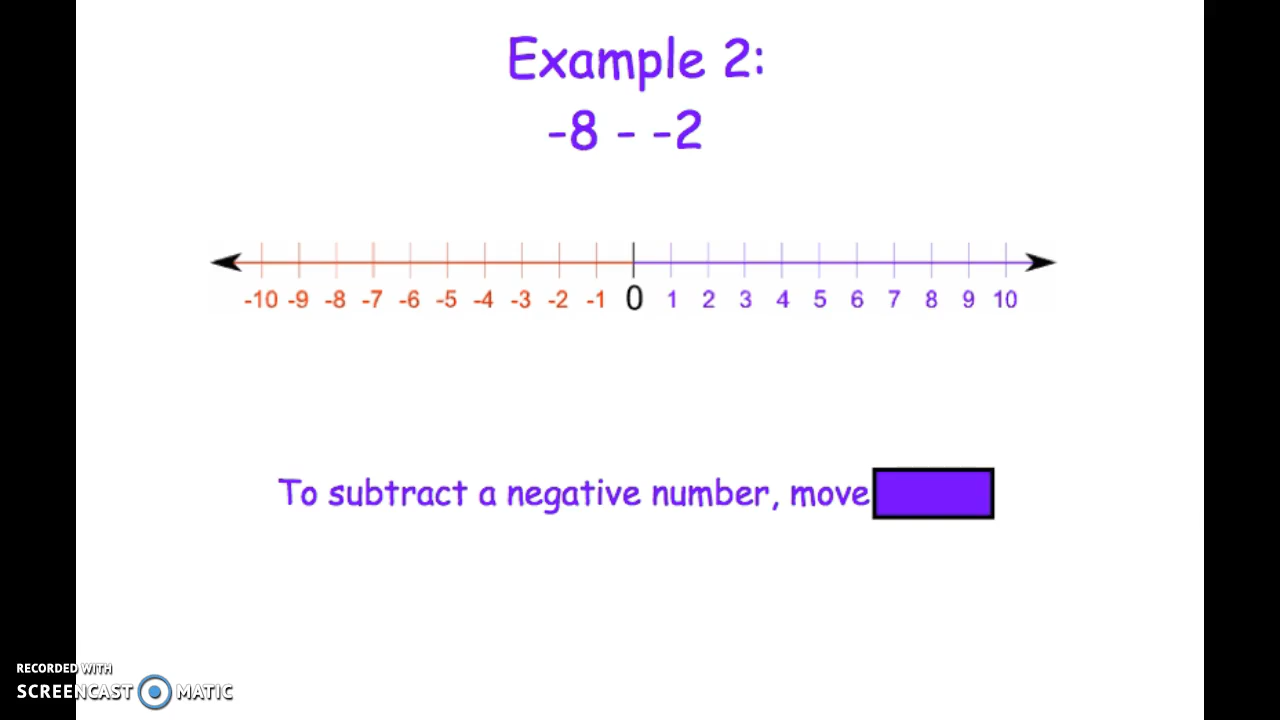 Example 2:
-8 - -2
-10 -9 -8 -7 -6 -5 -4 -3 -2 -1 0 1 2 3 4 5 6 7 8 9 10
To subtract a negative number, move
RECORDED WITH
SCREENCAST MATIC